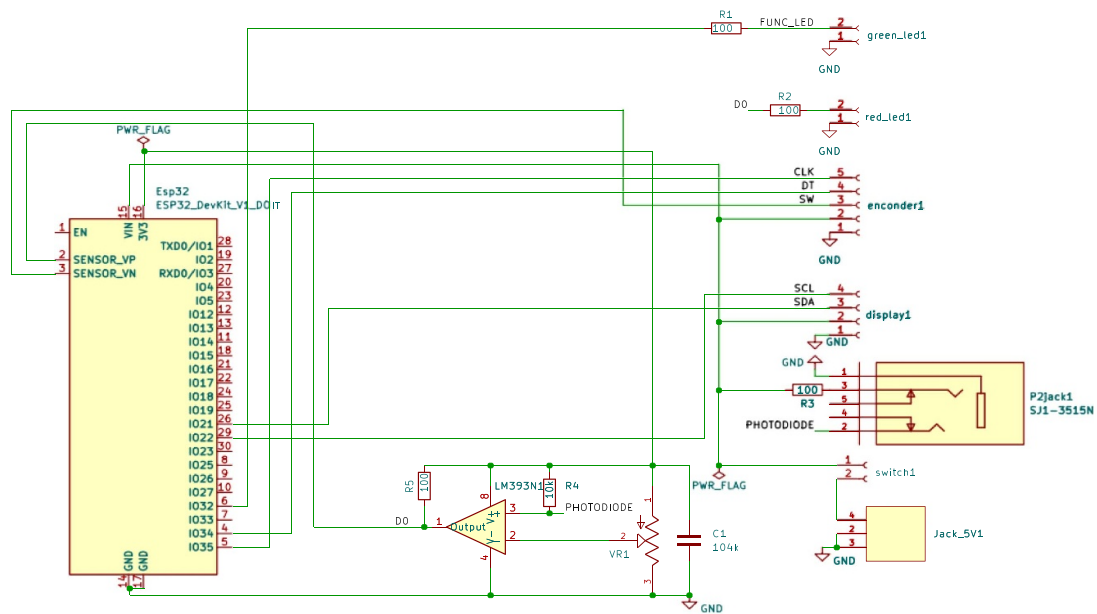 R1
100
FUNC_LED
2
1
green_led1
GND
D0
R2
100
2
1
red_led1
GND
PWR_FLAG
Esp32
ESP32_DevKit_V1_DOIT
15
16
VIN
3V3
1
EN
2
SENSOR_VP
3
SENSOR_VN
TXD0/IO1
28
IO2
19
RXD0/IO3
27
IO4
20
IO5
23
IO12
12
IO13
13
IO14
11
IO15
18
IO16
21
IO17
22
IO18
24
IO19
25
IO21
26
IO22
29
IO23
30
IO25
8
IO26
9
IO27
10
IO32
6
IO33
7
IO34
4
IO35
5
GND
GND
14
17
CLK
5
DT
4
SW
3
2
1
enconder1
GND
SCL
4
SDA
3
2
1
display1
GND
GND
1
100
3
R3
5
4
PHOTODIODE
2
P2jack1
SJ1-3515N
PWR_FLAG
1
2
switch1
4
2
3
Jack_5V1
GND
R5
100
D0
1
Output
8
LM393N1
V+
V-
+
-
3
2
4
10k
R4
PHOTODIODE
1
2
VR1
3
C1
104k
GND